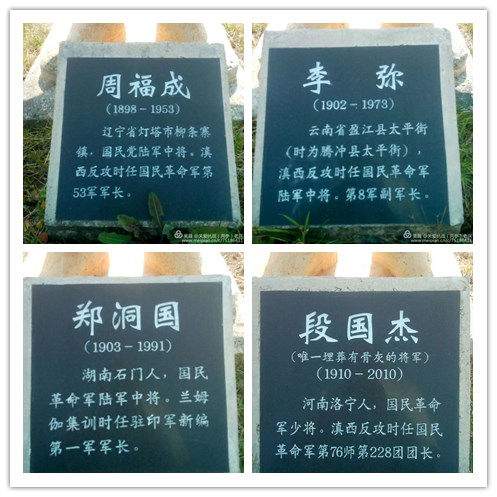 周福成
(1898-1953)
辽宁省灯塔市柳条寨
镇，国民党陆军中将。滇
西反攻时任国民革命军第
53军军长。
李弥
(1902-1973)
云南省盈江县太平街
(时为腾冲县太平街)，
滇西反攻时任国民革命军
陆军中将。第8军副军长。
郑洞国
(1903-1991)
湖南石门人，国民
革命军陆军中将。兰姆
伽集训时任驻印军新编
第一军军长。
段国杰
(唯一埋葬有骨灰的将军)
(1910-2010)
河南洛宁人，国民革命
军少将。滇西反攻时任国民
革命军第76师第228团团长。